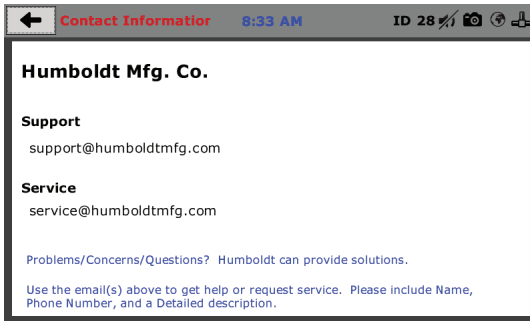 Contact Informatior 8:33 AM ID 28
Humboldt Mfg. Co.
Support
support@humboldtmfg.com
Service
service@humboldtmfg.com
Problems/Concerns/Questions? Humboldt can provide solutions.
Use the email(s) above to get help or request service. Please include Name,
Phone Number, and a Detailed description.